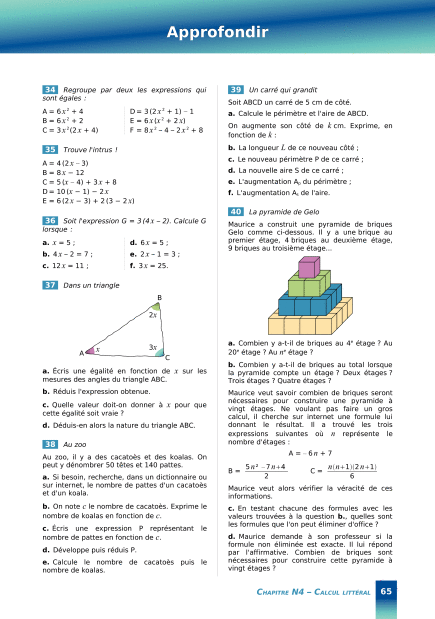 Approfondir
34 Regroupe par deux les expressions qui
sont égales :
A = 6x² + 4
B = 6x² + 2
C = 3x²(2x + 4)
D = 3(2x² + 1) – 1
E = 6x(x² + 2x)
F = 8x² – 4 – 2x² + 8
35 Trouve l'intrus !
A = 4(2x – 3)
B = 8x – 12
C = 5(x – 4) + 3x + 8
D = 10(x – 1) – 2x
E = 6(2x – 3) + 2(3 – 2x)
36 Soit l'expression G = 3(4x – 2). Calcule G
lorsque :
a. x = 5 ;
b. 4x – 2 = 7 ;
c. 12x = 11 ;
d. 6x = 5 ;
e. 2x – 1 = 3 ;
f. 3x = 25.
37 Dans un triangle
B
2x
A
x
3x
C
a. Écris une égalité en fonction de x sur les
mesures des angles du triangle ABC.
b. Réduis l'expression obtenue.
c. Quelle valeur doit-on donner à x pour que
cette égalité soit vraie ?
d. Déduis-en alors la nature du triangle ABC.
38 Au zoo
Au zoo, il y a des cacatoès et des koalas. On
peut y dénombrer 50 têtes et 140 pattes.
a. Si besoin, recherche, dans un dictionnaire ou
sur internet, le nombre de pattes d'un cacatoès
et d'un koala.
b. On note c le nombre de cacatoès. Exprime le
nombre de koalas en fonction de c.
c. Écris une expression P représentant le
nombre de pattes en fonction de c.
d. Développe puis réduis P.
e. Calcule le nombre de cacatoès puis le
nombre de koalas.
39 Un carré qui grandit
Soit ABCD un carré de 5 cm de côté.
a. Calcule le périmètre et l'aire de ABCD.
On augmente son côté de k cm. Exprime, en
fonction de k :
b. La longueur L de ce nouveau côté ;
c. Le nouveau périmètre P de ce carré ;
d. La nouvelle aire S de ce carré ;
e. L'augmentation Aₚ du périmètre ;
f. L'augmentation Aₛ de l'aire.
40 La pyramide de Gelo
Maurice a construit une pyramide de briques
Gelo comme ci-dessous. Il y a une brique au
premier étage, 4 briques au deuxième étage,
9 briques au troisième étage...
a. Combien y a-t-il de briques au 4ᵉ étage ? Au
20ᵉ étage ? Au nᵉ étage ?
b. Combien y a-t-il de briques au total lorsque
la pyramide compte un étage ? Deux étages ?
Trois étages ? Quatre étages ?
Maurice veut savoir combien de briques seront
nécessaires pour construire une pyramide à
vingt étages. Ne voulant pas faire un gros
calcul, il cherche sur internet une formule lui
donnant le résultat. Il a trouvé les trois
expressions suivantes où n représente le
nombre d'étages :
A = – 6n + 7
B = (5n² – 7n + 4)/2 C = n(n+1)(2n+1)/6
Maurice veut alors vérifier la véracité de ces
informations.
c. En testant chacune des formules avec les
valeurs trouvées à la question b., quelles sont
les formules que l'on peut éliminer d'office ?
d. Maurice demande à son professeur si la
formule non éliminée est exacte. Il lui répond
par l'affirmative. Combien de briques sont
nécessaires pour construire cette pyramide à
vingt étages ?
CHAPITRE N4 – CALCUL LITTÉRAL 65